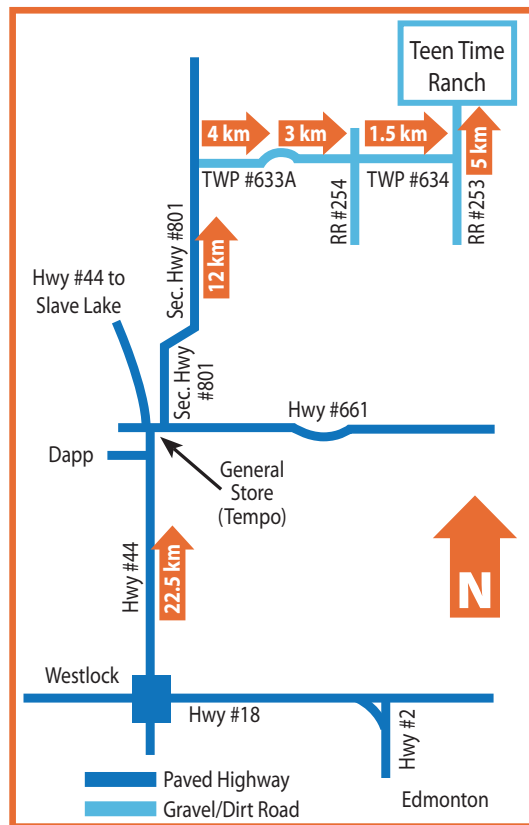 Teen Time
Ranch
4 km
3 km
1.5 km
5 km
TWP #633A
TWP #634
RR #254
RR #253
Sec. Hwy #801
12 km
Hwy #44 to
Slave Lake
Sec. Hwy
#801
Hwy #661
Dapp
General
Store
(Tempo)
Hwy #44
22.5 km
N
Westlock
Hwy #18
Hwy #2
Paved Highway
Gravel/Dirt Road
Edmonton